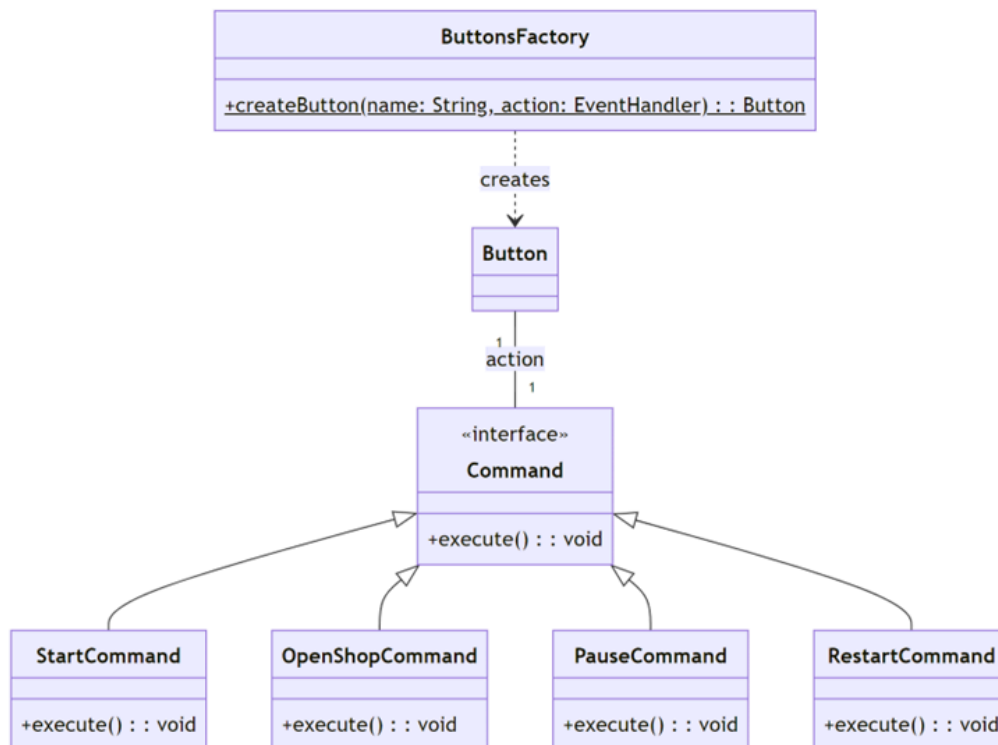 ButtonsFactory
+createButton(name: String, action: EventHandler) : : Button
creates
Button
1
action
1
«interface»
Command
+execute() : : void
StartCommand
OpenShopCommand
PauseCommand
RestartCommand
+execute() : : void
+execute() : : void
+execute() : : void
+execute() : : void